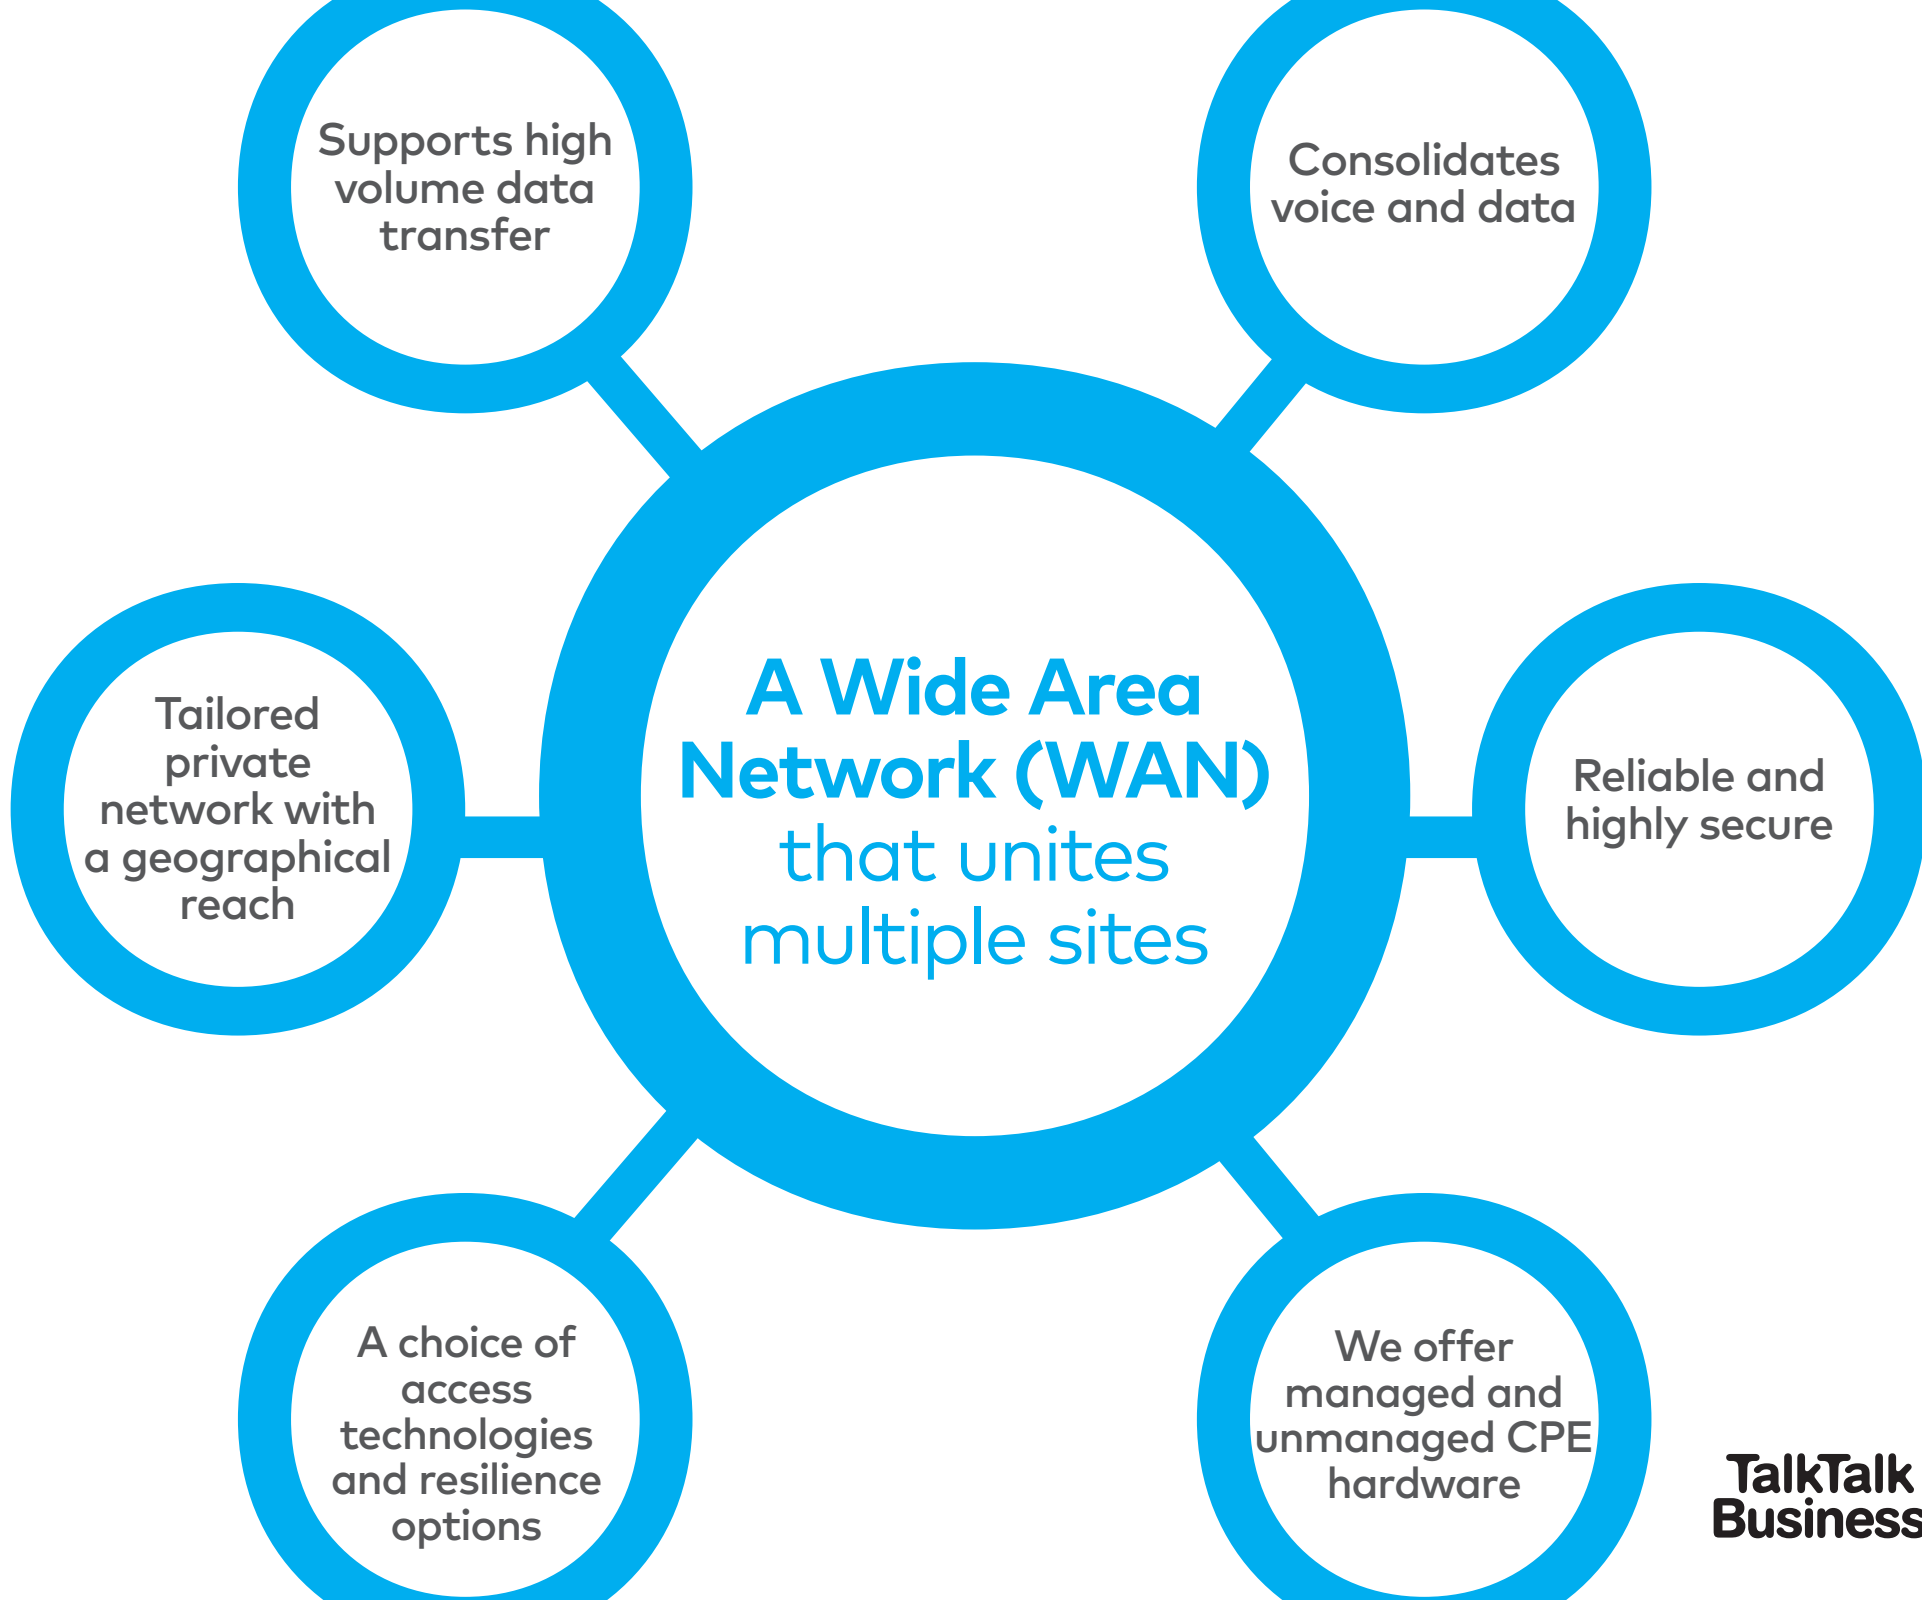 Supports high
volume data
transfer
Consolidates
voice and data
A Wide Area
Network (WAN)
that unites
multiple sites
Tailored
private
network with
a geographical
reach
Reliable and
highly secure
A choice of
access
technologies
and resilience
options
We offer
managed and
unmanaged CPE
hardware
TalkTalk
Business